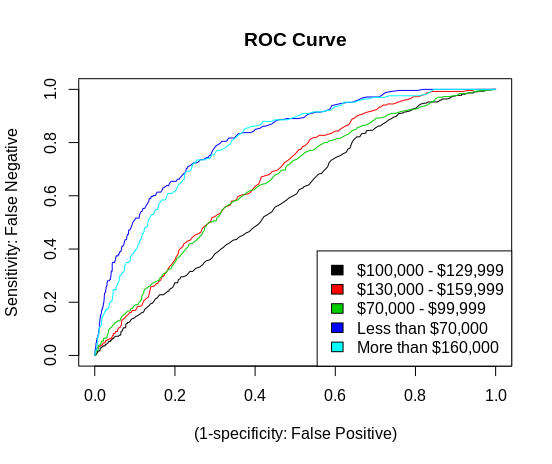 ROC Curve
Sensitivity: False Negative
1.0
0.8
0.6
0.4
0.2
0.0
$100,000 - $129,999
$130,000 - $159,999
$70,000 - $99,999
Less than $70,000
More than $160,000
0.0 0.2 0.4 0.6 0.8 1.0
(1-specificity: False Positive)